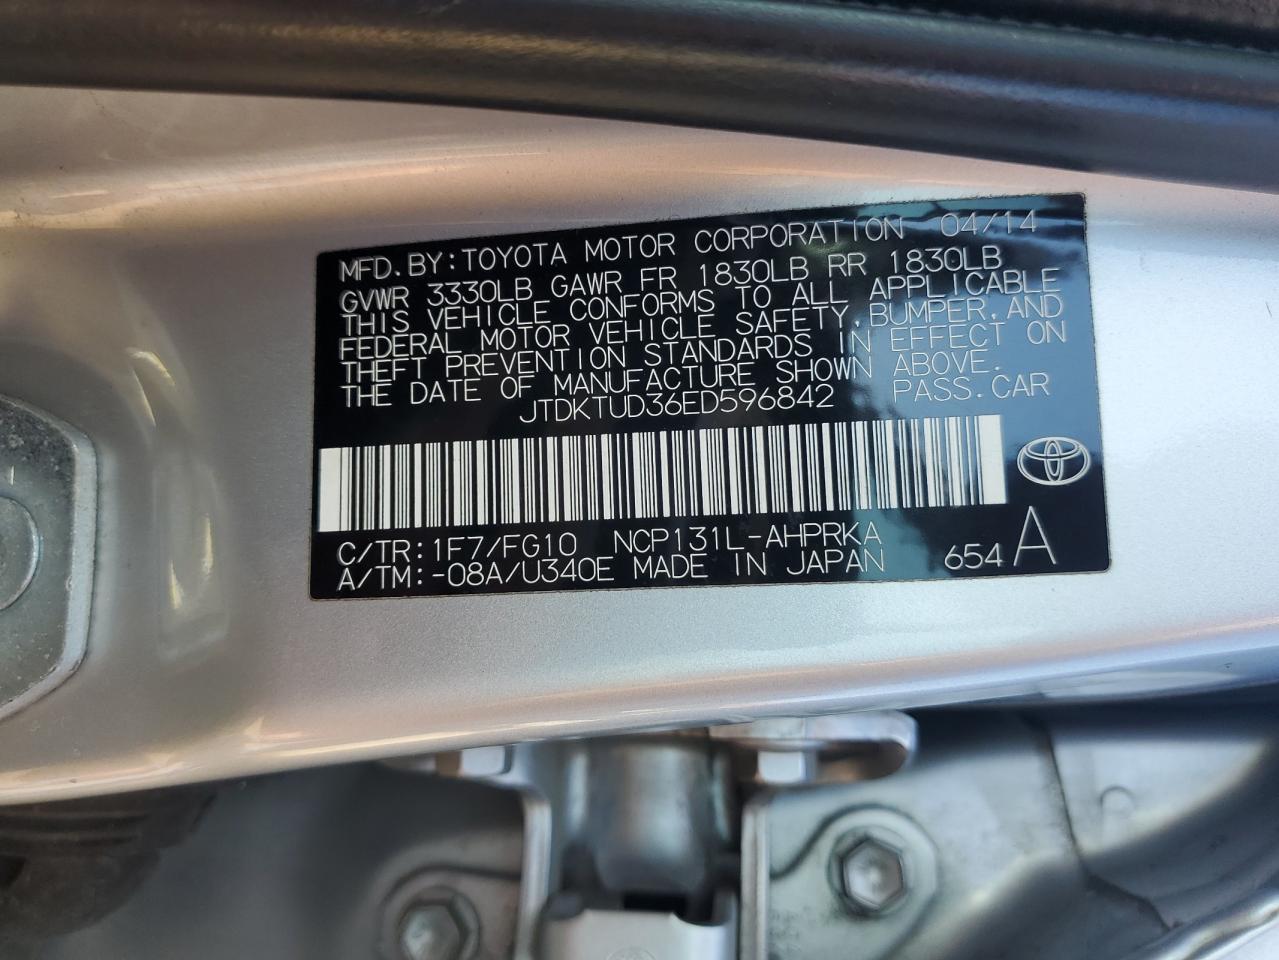 MFD.BY:TOYOTA MOTOR CORPORATION 04/14
GVWR 3330LB GAWR FR 1830LB RR 1830LB
THIS VEHICLE CONFORMS TO ALL APPLICABLE
FEDERAL MOTOR VEHICLE SAFETY,BUMPER,AND
THEFT PREVENTION STANDARDS IN EFFECT ON
THE DATE OF MANUFACTURE SHOWN ABOVE.
JTDKTUD36ED596842 PASS.CAR
C/TR:1F7/FG10 NCP131L-AHPRKA
A/TM:-08A/U340E MADE IN JAPAN 654 A